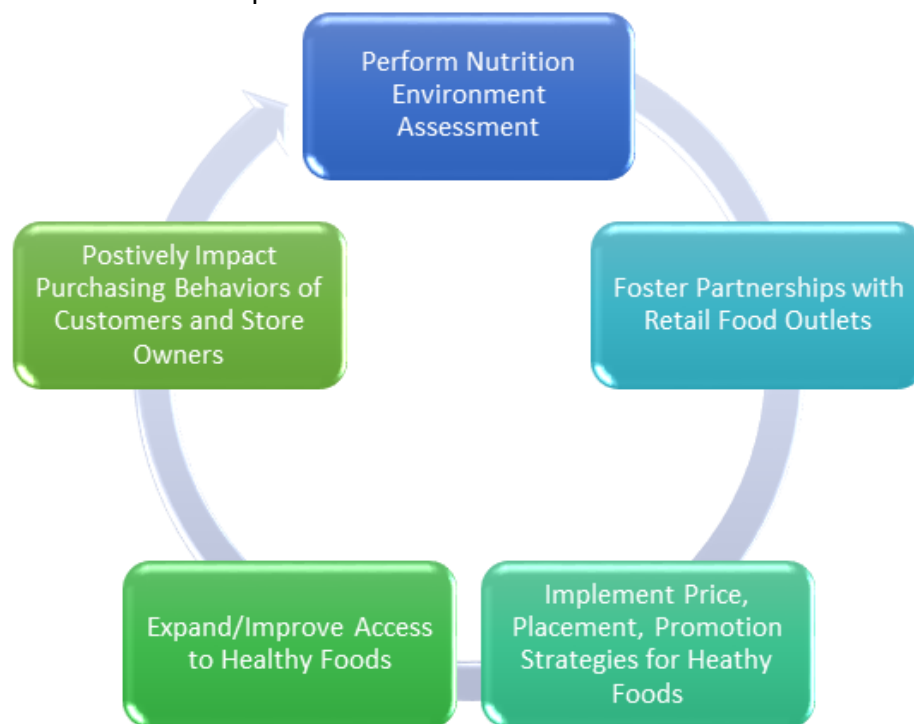 Perform Nutrition
Environment
Assessment
Foster Partnerships with
Retail Food Outlets
Implement Price,
Placement, Promotion
Strategies for Heathy
Foods
Expand/Improve Access
to Healthy Foods
Postively Impact
Purchasing Behaviors of
Customers and Store
Owners